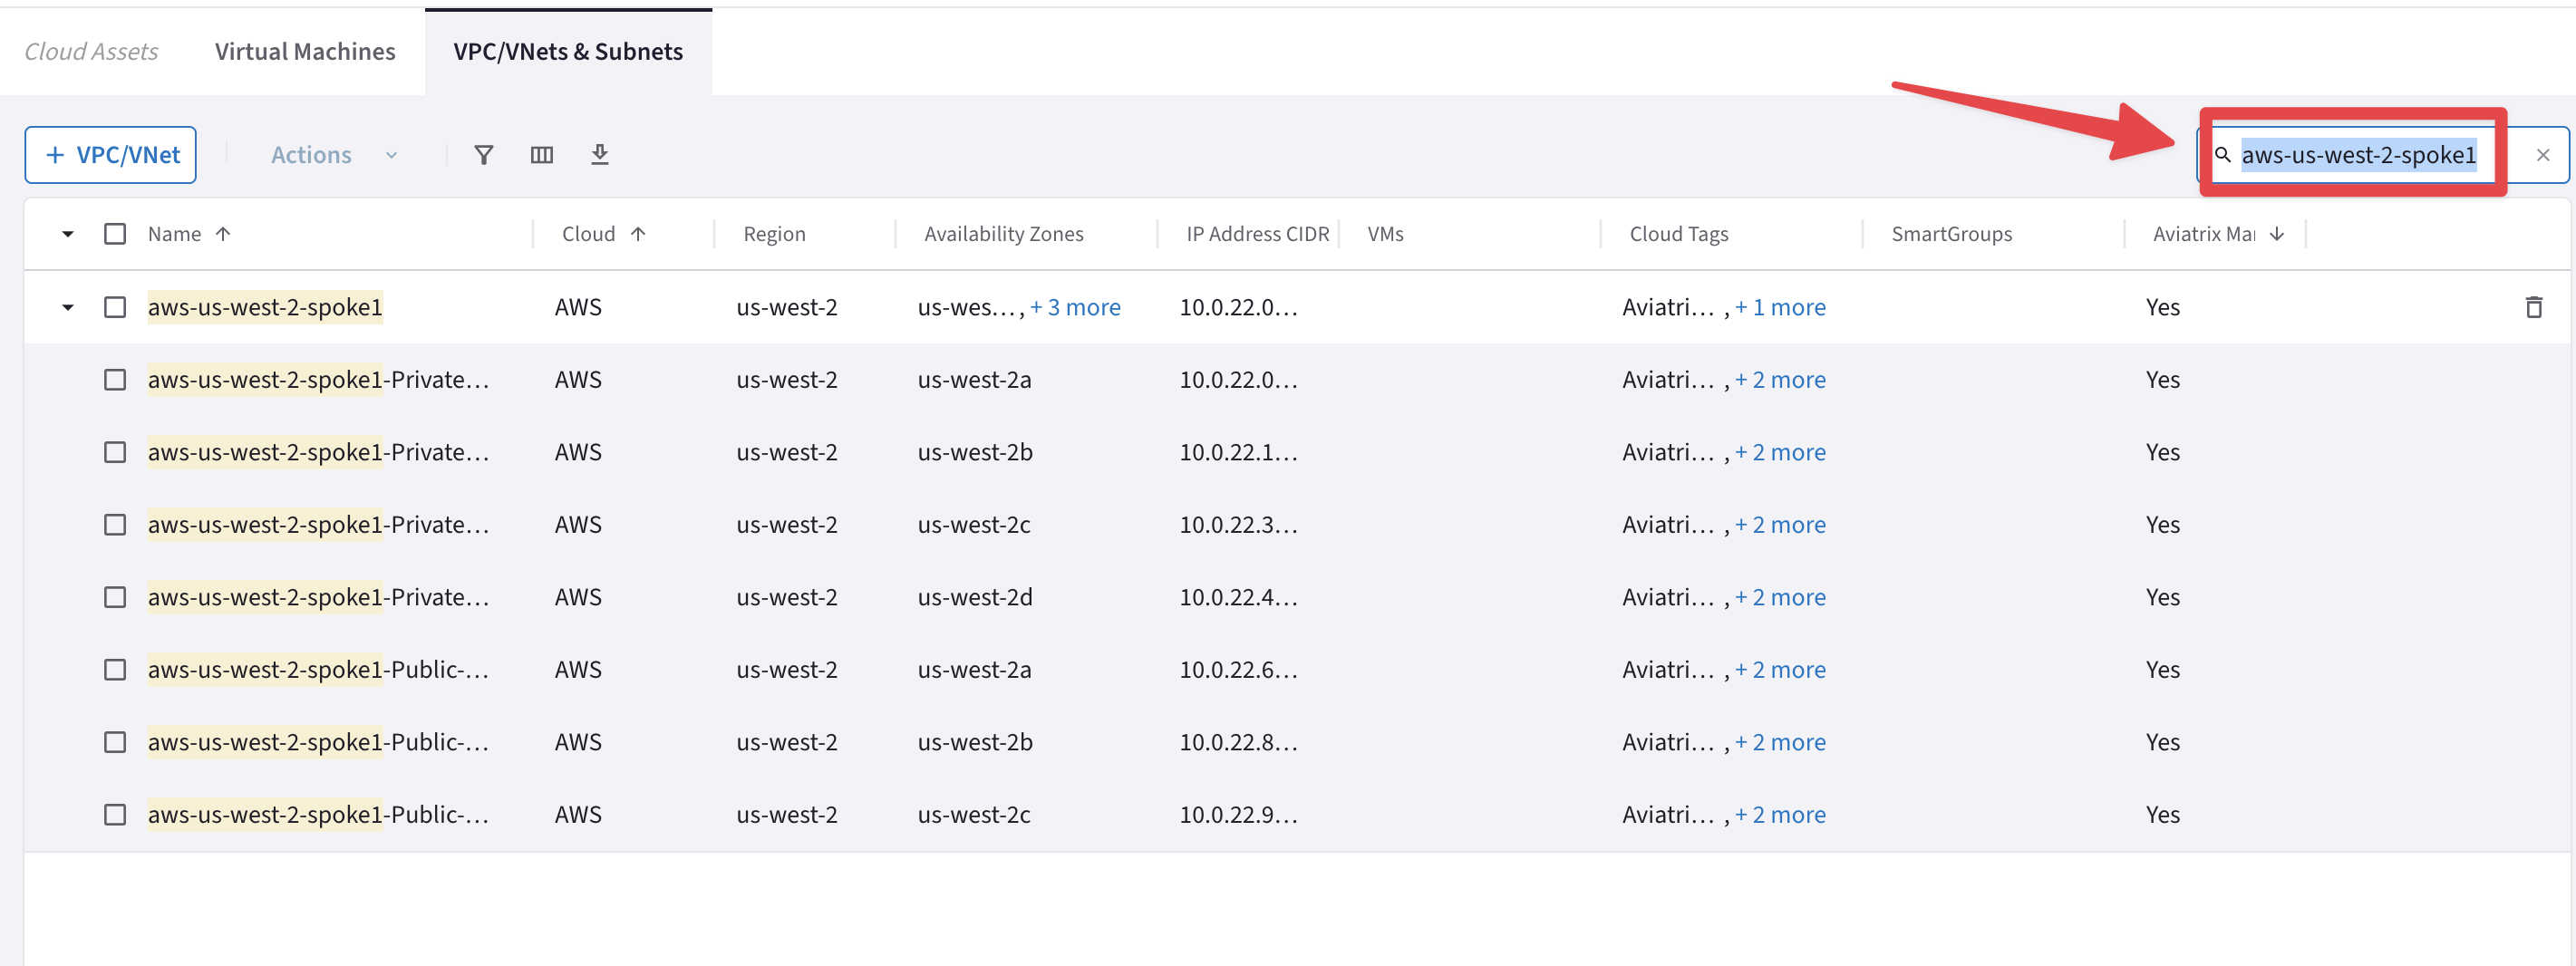 Cloud Assets Virtual Machines VPC/VNets & Subnets
+ VPC/VNet Actions aws-us-west-2-spoke1
Name Cloud Region Availability Zones IP Address CIDR VMs Cloud Tags SmartGroups Aviatrix Ma
aws-us-west-2-spoke1 AWS us-west-2 us-wes…, + 3 more 10.0.22.0… Aviatri… , + 1 more Yes
aws-us-west-2-spoke1-Private… AWS us-west-2 us-west-2a 10.0.22.0… Aviatri… , + 2 more Yes
aws-us-west-2-spoke1-Private… AWS us-west-2 us-west-2b 10.0.22.1… Aviatri… , + 2 more Yes
aws-us-west-2-spoke1-Private… AWS us-west-2 us-west-2c 10.0.22.3… Aviatri… , + 2 more Yes
aws-us-west-2-spoke1-Private… AWS us-west-2 us-west-2d 10.0.22.4… Aviatri… , + 2 more Yes
aws-us-west-2-spoke1-Public-… AWS us-west-2 us-west-2a 10.0.22.6… Aviatri… , + 2 more Yes
aws-us-west-2-spoke1-Public-… AWS us-west-2 us-west-2b 10.0.22.8… Aviatri… , + 2 more Yes
aws-us-west-2-spoke1-Public-… AWS us-west-2 us-west-2c 10.0.22.9… Aviatri… , + 2 more Yes